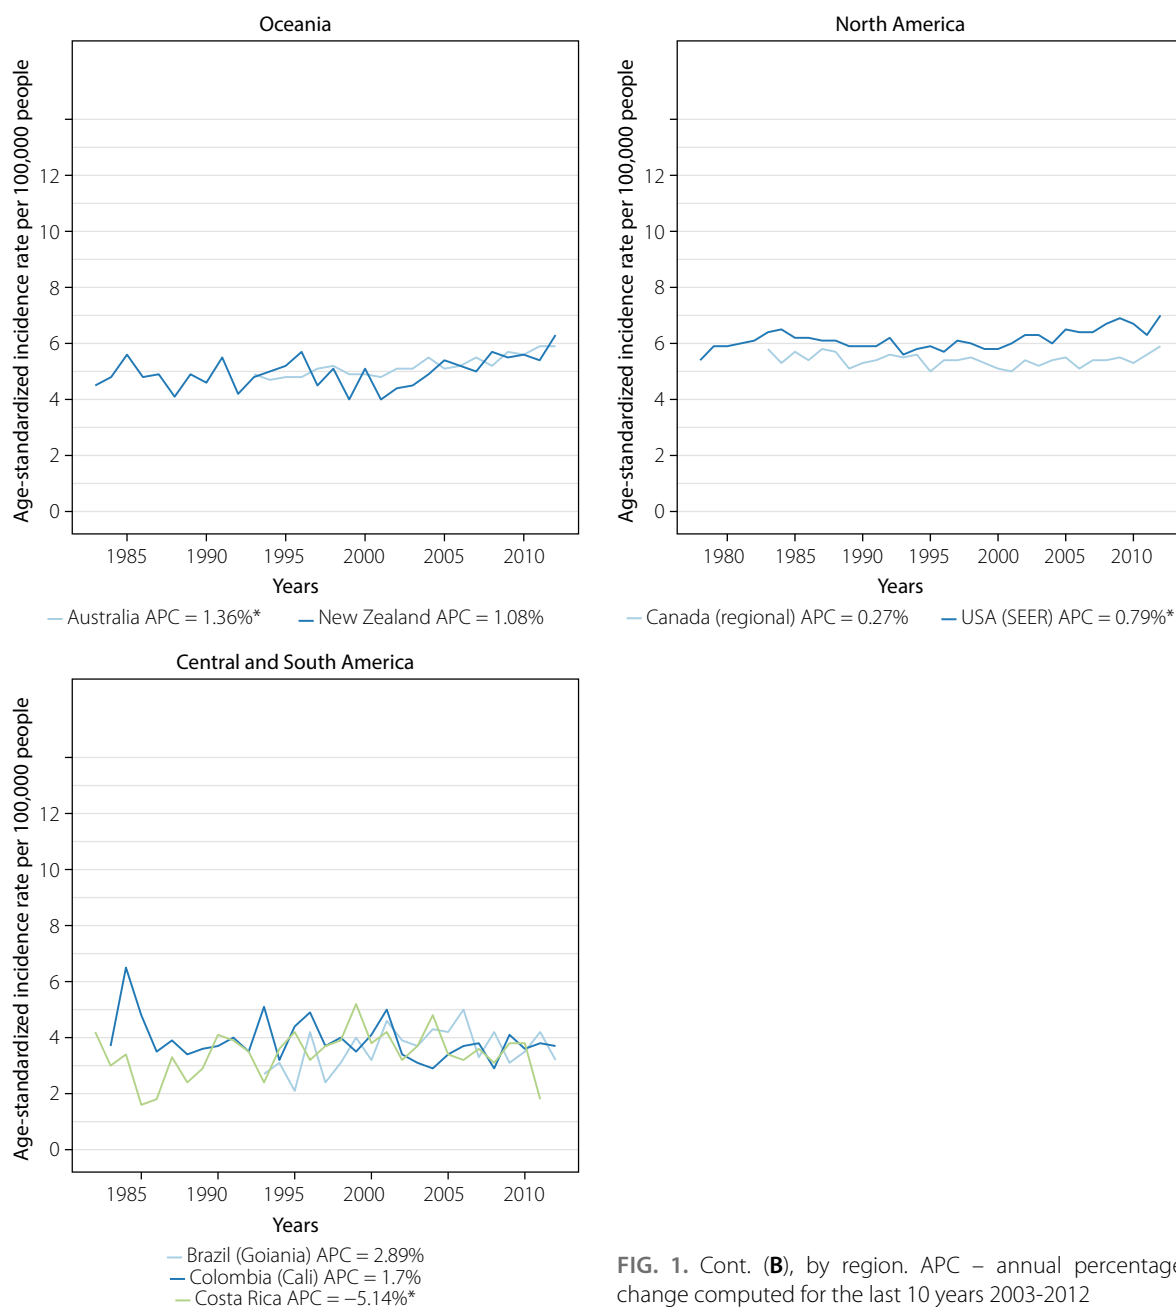 Oceania
Age-standardized incidence rate per 100,000 people
12
10
8
6
4
2
0
1985 1990 1995 2000 2005 2010
Years
Australia APC = 1.36%* New Zealand APC = 1.08%
North America
Age-standardized incidence rate per 100,000 people
12
10
8
6
4
2
0
1980 1985 1990 1995 2000 2005 2010
Years
Canada (regional) APC = 0.27% USA (SEER) APC = 0.79%*
Central and South America
Age-standardized incidence rate per 100,000 people
12
10
8
6
4
2
0
1985 1990 1995 2000 2005 2010
Years
Brazil (Goiania) APC = 2.89%
Colombia (Cali) APC = 1.7%
Costa Rica APC = −5.14%*
FIG. 1. Cont. (B), by region. APC – annual percentage
change computed for the last 10 years 2003-2012